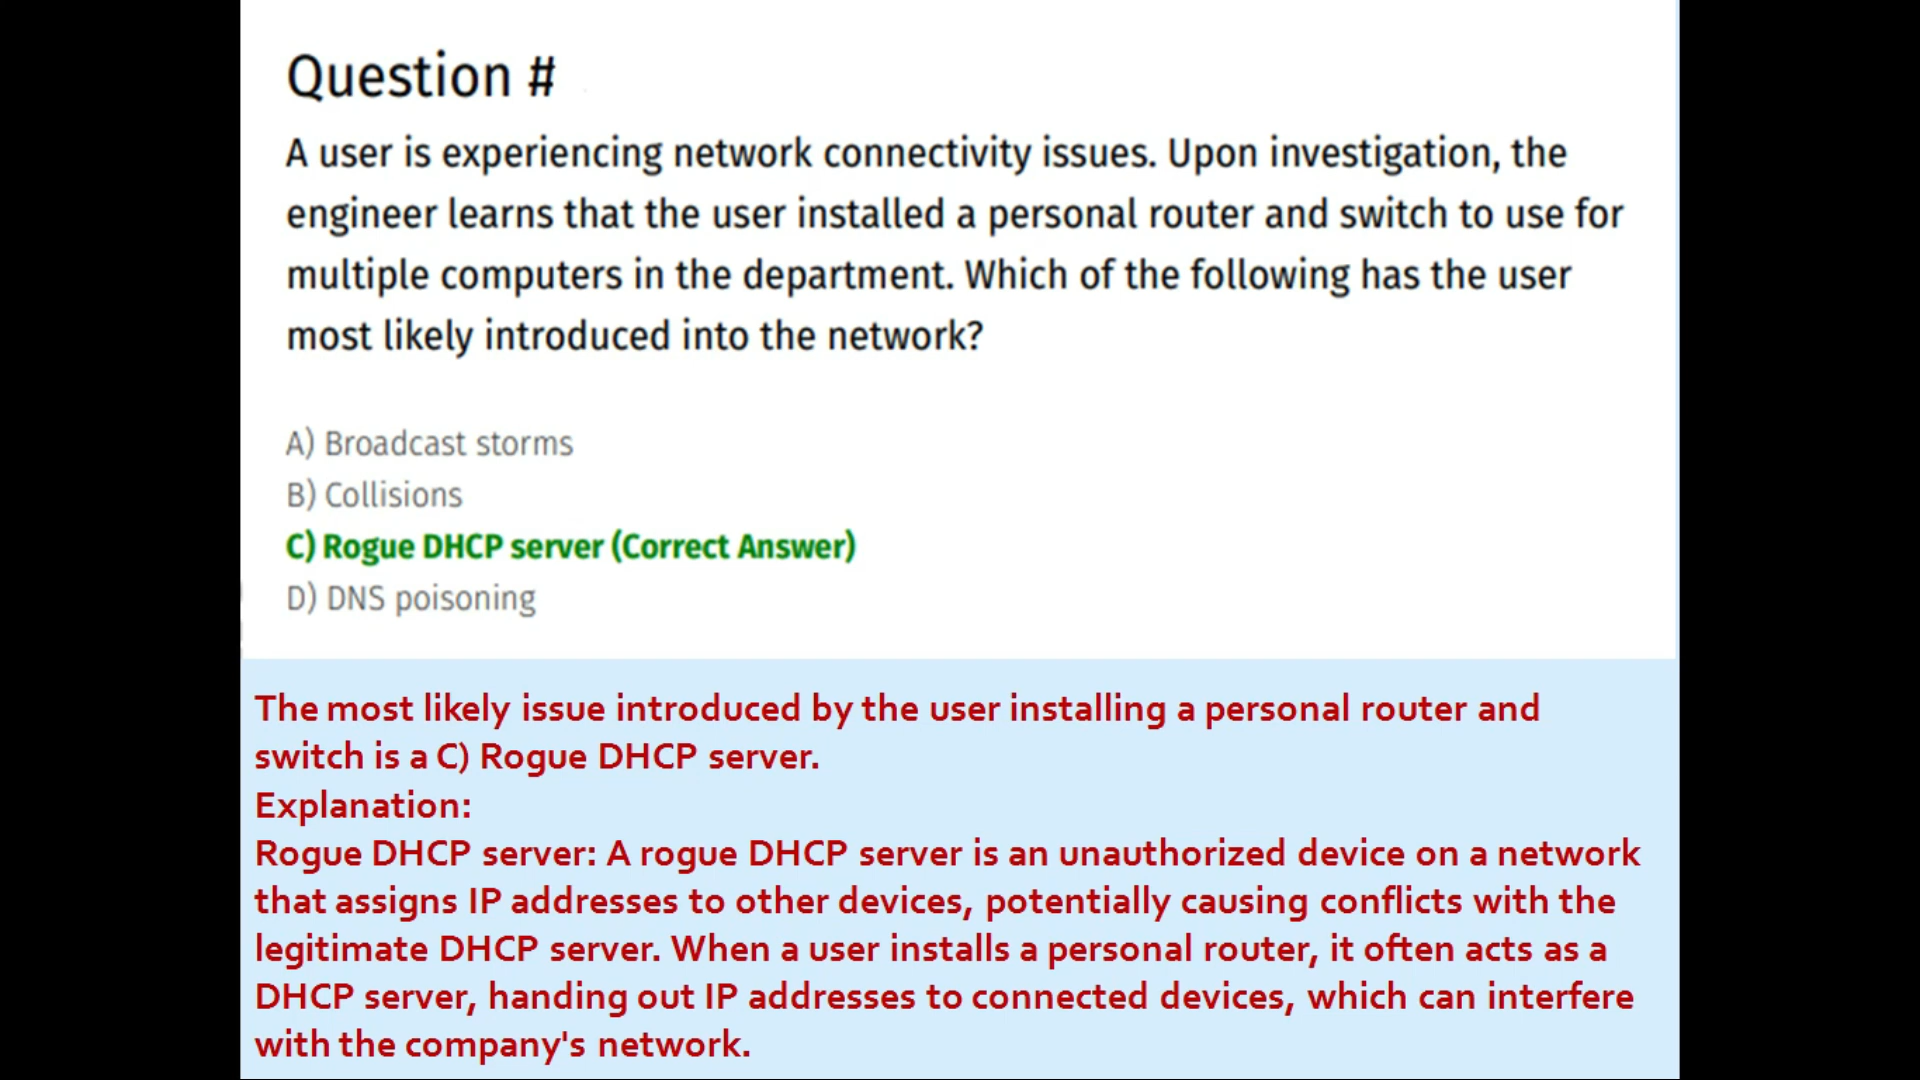 Question #
A user is experiencing network connectivity issues. Upon investigation, the
engineer learns that the user installed a personal router and switch to use for
multiple computers in the department. Which of the following has the user
most likely introduced into the network?
A) Broadcast storms
B) Collisions
C) Rogue DHCP server (Correct Answer)
D) DNS poisoning
The most likely issue introduced by the user installing a personal router and
switch is a C) Rogue DHCP server.
Explanation:
Rogue DHCP server: A rogue DHCP server is an unauthorized device on a network
that assigns IP addresses to other devices, potentially causing conflicts with the
legitimate DHCP server. When a user installs a personal router, it often acts as a
DHCP server, handing out IP addresses to connected devices, which can interfere
with the company's network.